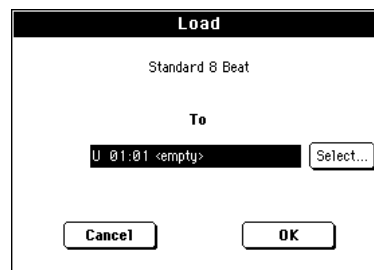 Load
Standard 8 Beat
To
U 01:01 <empty>
Select...
Cancel
OK